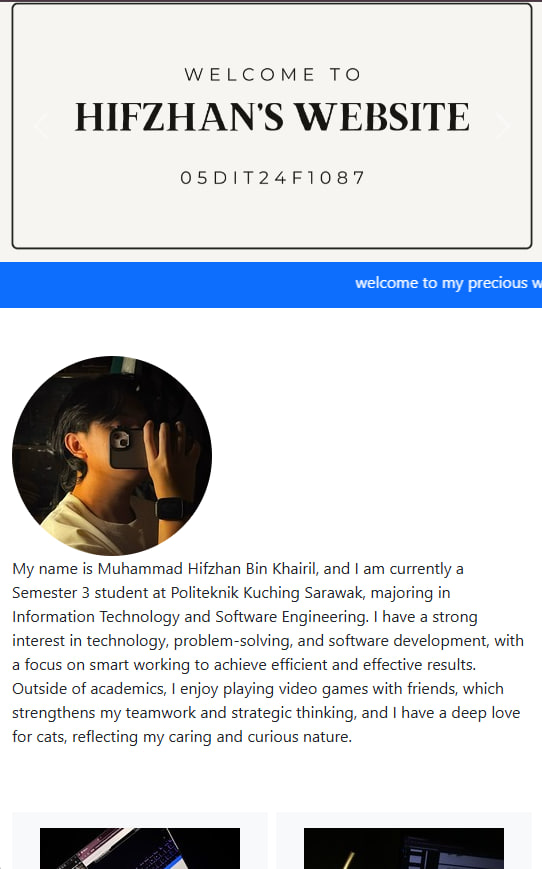 WELCOME TO
HIFZHAN'S WEBSITE
05DIT24F1087
welcome to my precious w
My name is Muhammad Hifzhan Bin Khairil, and I am currently a
Semester 3 student at Politeknik Kuching Sarawak, majoring in
Information Technology and Software Engineering. I have a strong
interest in technology, problem-solving, and software development, with
a focus on smart working to achieve efficient and effective results.
Outside of academics, I enjoy playing video games with friends, which
strengthens my teamwork and strategic thinking, and I have a deep love
for cats, reflecting my caring and curious nature.